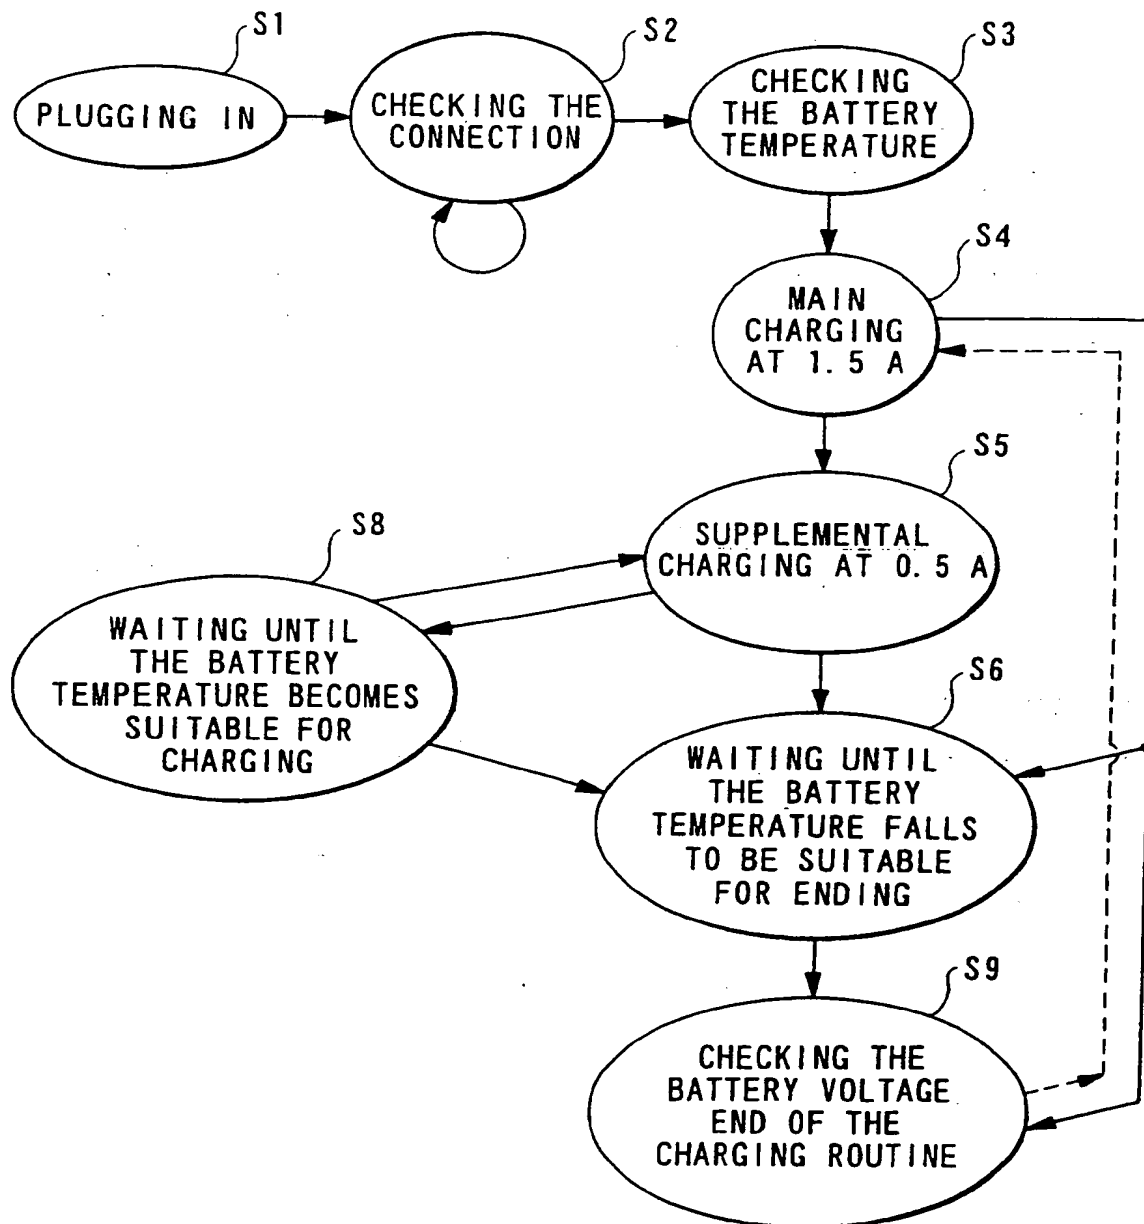 S1
PLUGGING IN
S2
CHECKING THE
CONNECTION
S3
CHECKING
THE BATTERY
TEMPERATURE
S4
MAIN
CHARGING
AT 1.5 A
S5
SUPPLEMENTAL
CHARGING AT 0.5 A
S8
WAITING UNTIL
THE BATTERY
TEMPERATURE BECOMES
SUITABLE FOR
CHARGING
S6
WAITING UNTIL
THE BATTERY
TEMPERATURE FALLS
TO BE SUITABLE
FOR ENDING
S9
CHECKING THE
BATTERY VOLTAGE
END OF THE
CHARGING ROUTINE